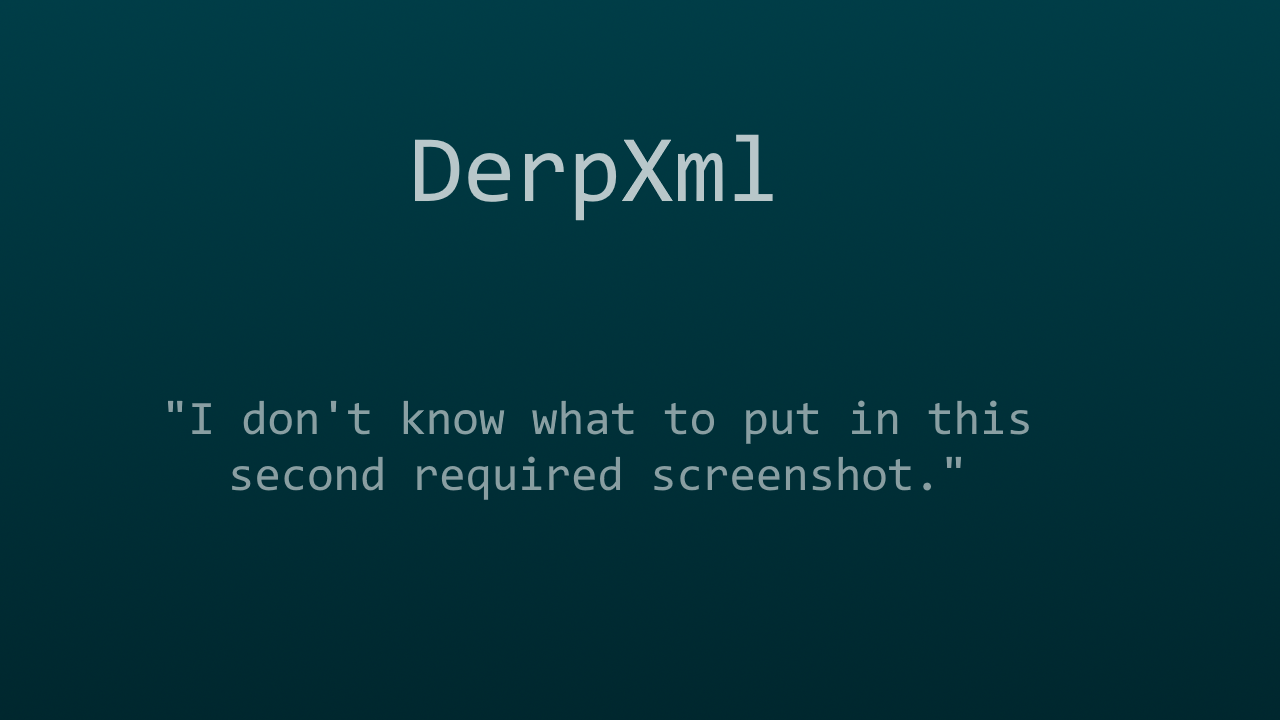 DerpXml
"I don't know what to put in this
second required screenshot."